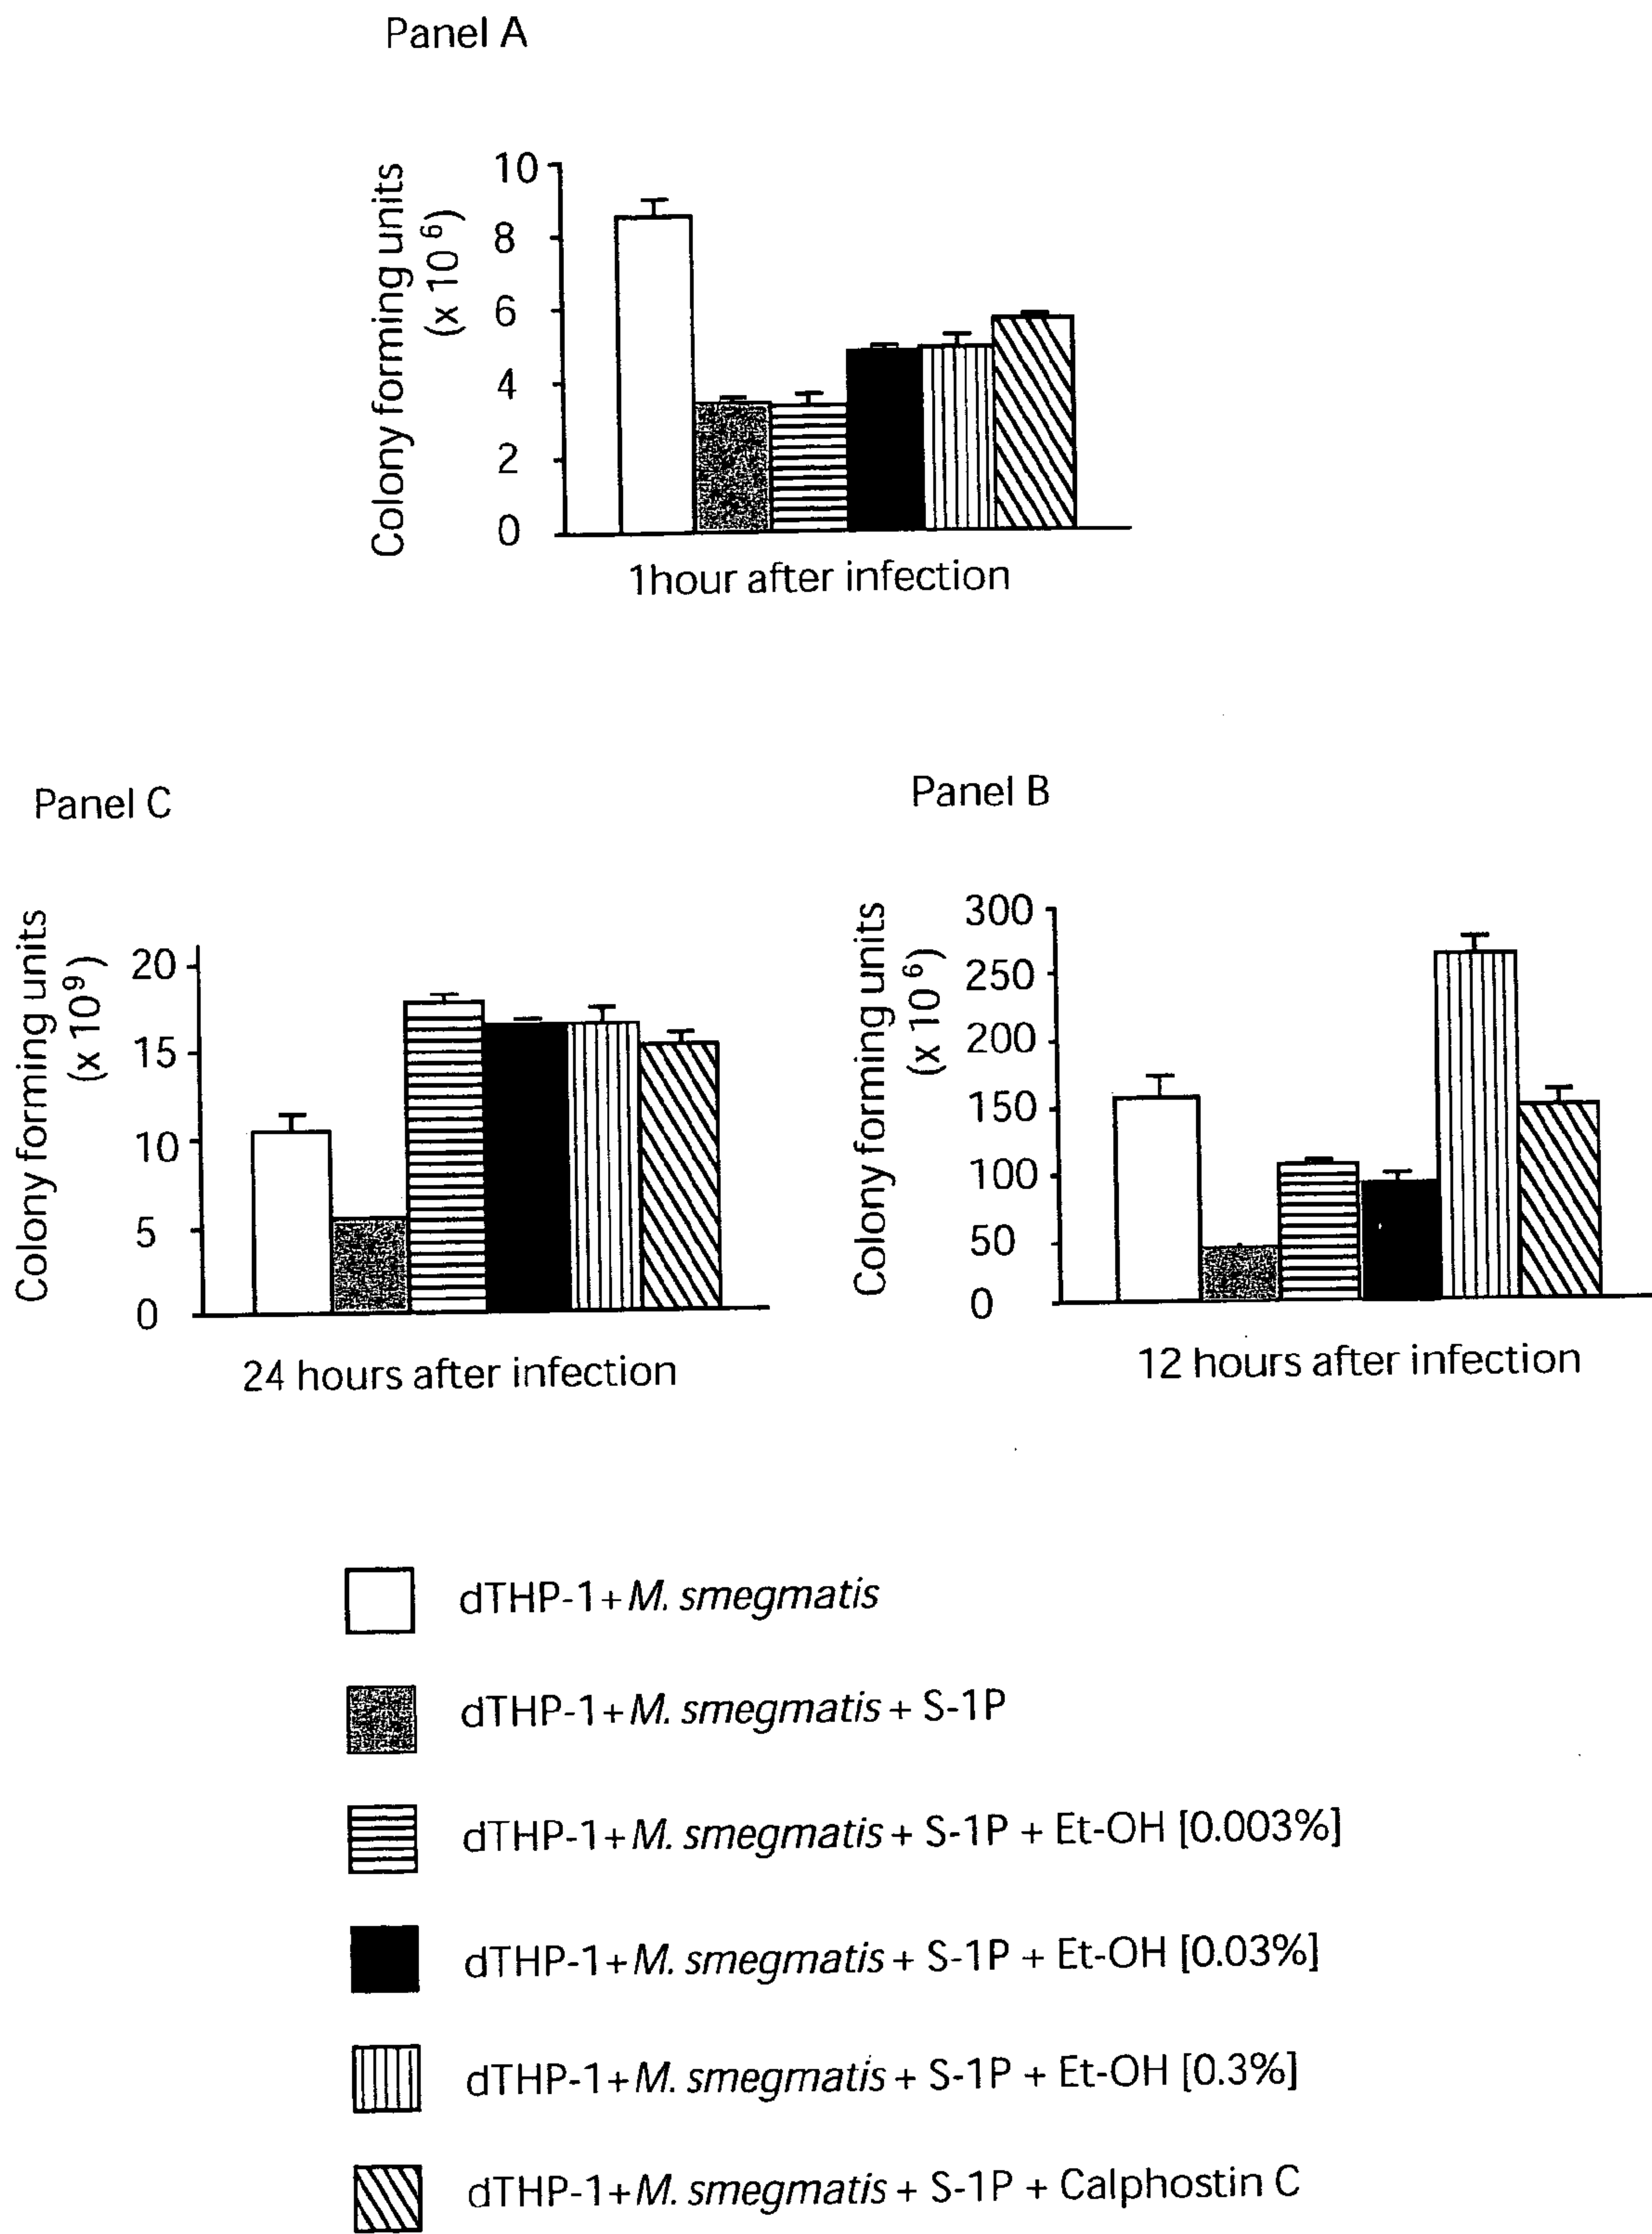 Panel A
Colony forming units
(x 10 6)
10
8
6
4
2
0
1hour after infection
Panel C
Colony forming units
(x 10 9)
20
15
10
5
0
24 hours after infection
Panel B
Colony forming units
(x 10 6)
300
250
200
150
100
50
0
12 hours after infection
dTHP-1+M. smegmatis
dTHP-1+M. smegmatis + S-1P
dTHP-1+M. smegmatis + S-1P + Et-OH [0.003%]
dTHP-1+M. smegmatis + S-1P + Et-OH [0.03%]
dTHP-1+M. smegmatis + S-1P + Et-OH [0.3%]
dTHP-1+M. smegmatis + S-1P + Calphostin C